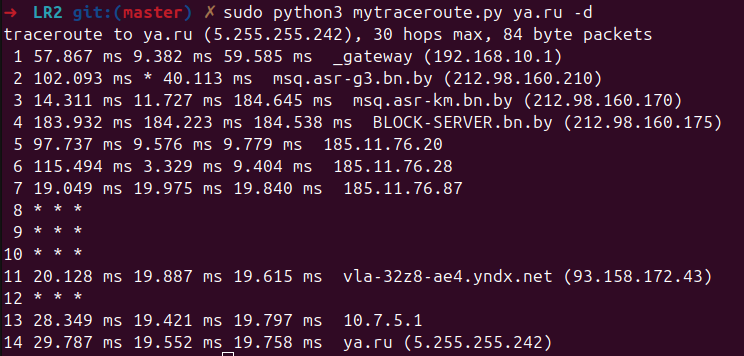 ➜  LR2 git:(master) ✗ sudo python3 mytraceroute.py ya.ru -d
traceroute to ya.ru (5.255.255.242), 30 hops max, 84 byte packets
 1 57.867 ms 9.382 ms 59.585 ms  _gateway (192.168.10.1)
 2 102.093 ms * 40.113 ms  msq.asr-g3.bn.by (212.98.160.210)
 3 14.311 ms 11.727 ms 184.645 ms  msq.asr-km.bn.by (212.98.160.170)
 4 183.932 ms 184.223 ms 184.538 ms  BLOCK-SERVER.bn.by (212.98.160.175)
 5 97.737 ms 9.576 ms 9.779 ms  185.11.76.20
 6 115.494 ms 3.329 ms 9.404 ms  185.11.76.28
 7 19.049 ms 19.975 ms 19.840 ms  185.11.76.87
 8 * * *
 9 * * *
10 * * *
11 20.128 ms 19.887 ms 19.615 ms  vla-32z8-ae4.yndx.net (93.158.172.43)
12 * * *
13 28.349 ms 19.421 ms 19.797 ms  10.7.5.1
14 29.787 ms 19.552 ms 19.758 ms  ya.ru (5.255.255.242)